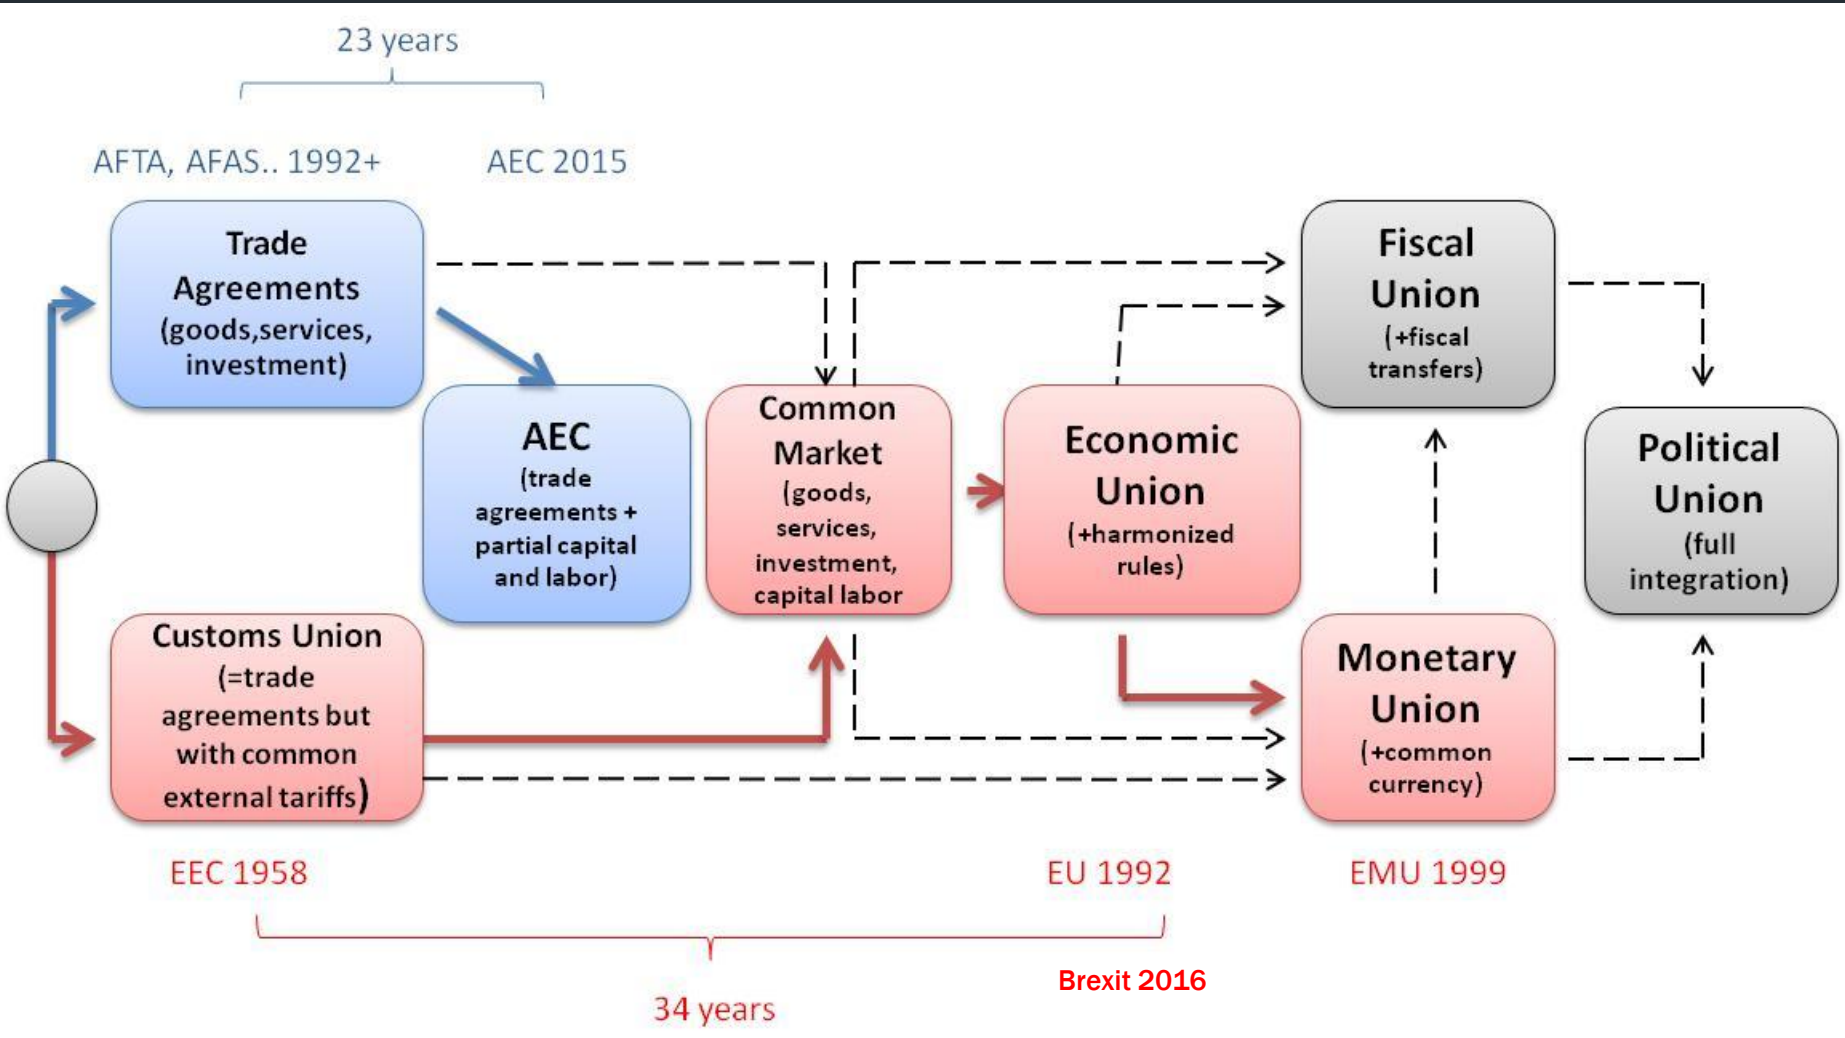 23 years
AFTA, AFAS.. 1992+
AEC 2015
Trade
Agreements
(goods,services,
investment)
AEC
(trade
agreements +
partial capital
and labor)
Common
Market
(goods,
services,
investment,
capital labor
Economic
Union
(+harmonized
rules)
Fiscal
Union
(+fiscal
transfers)
Political
Union
(full
integration)
Customs Union
(=trade
agreements but
with common
external tariffs)
Monetary
Union
(+common
currency)
EEC 1958
EU 1992
EMU 1999
Brexit 2016
34 years